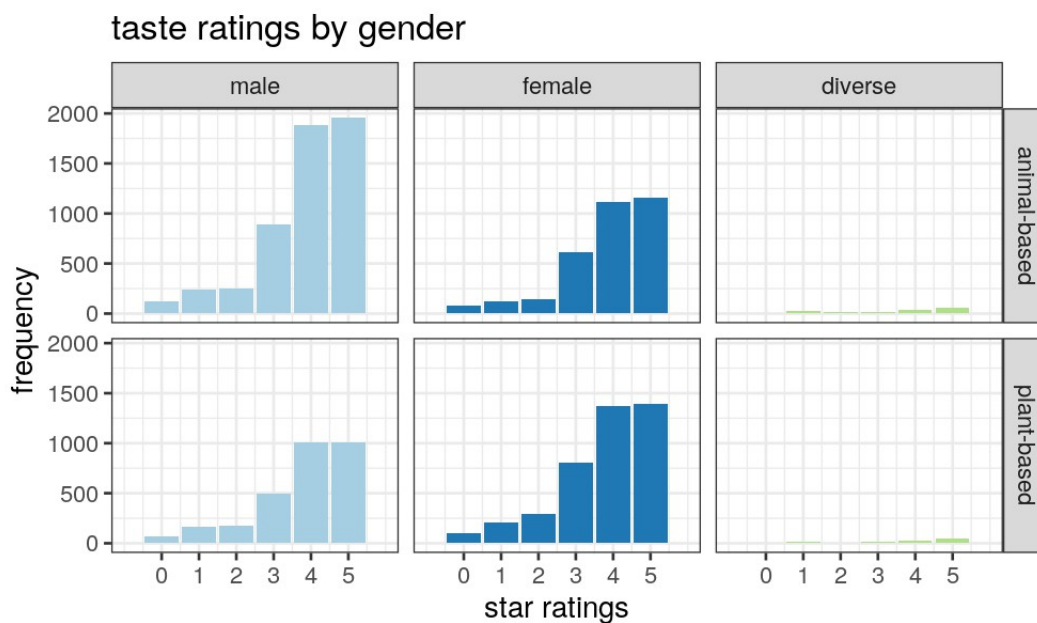 taste ratings by gender
male female diverse
2000
1500
1000
500
0
animal-based
frequency
2000
1500
1000
500
0
plant-based
0 1 2 3 4 5 0 1 2 3 4 5 0 1 2 3 4 5
star ratings